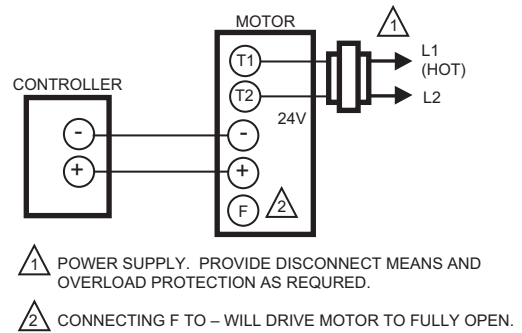 MOTOR
1
T1
L1
(HOT)
CONTROLLER
T2
L2
24V
- -
+ +
F 2
1 POWER SUPPLY. PROVIDE DISCONNECT MEANS AND
OVERLOAD PROTECTION AS REQURED.
2 CONNECTING F TO – WILL DRIVE MOTOR TO FULLY OPEN.